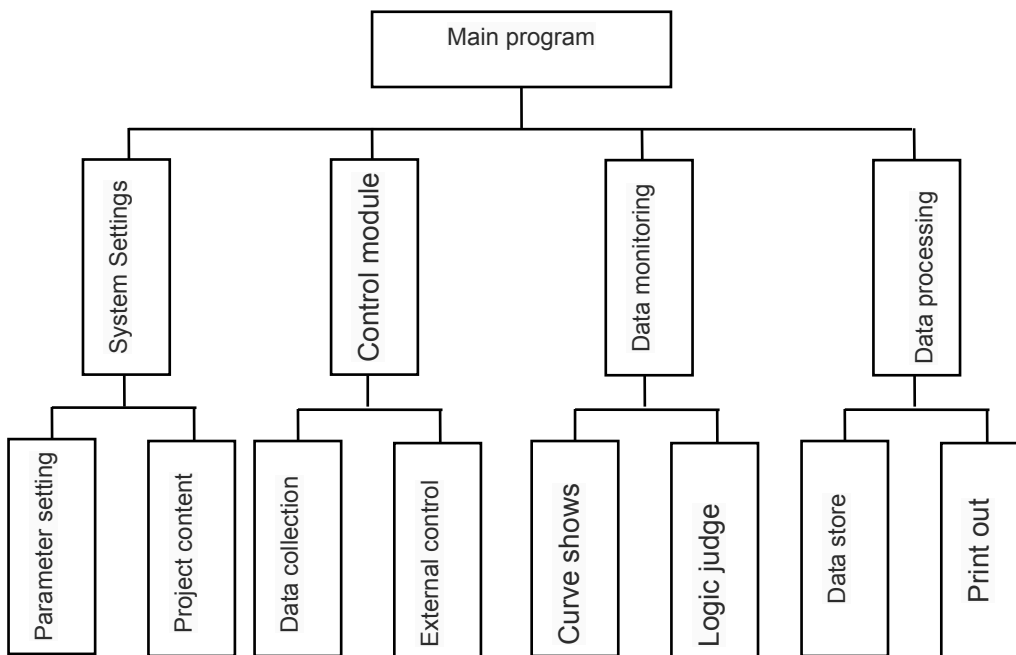 Main program
System Settings
Control module
Data monitoring
Data processing
Parameter setting
Project content
Data collection
External control
Curve shows
Logic judge
Data store
Print out